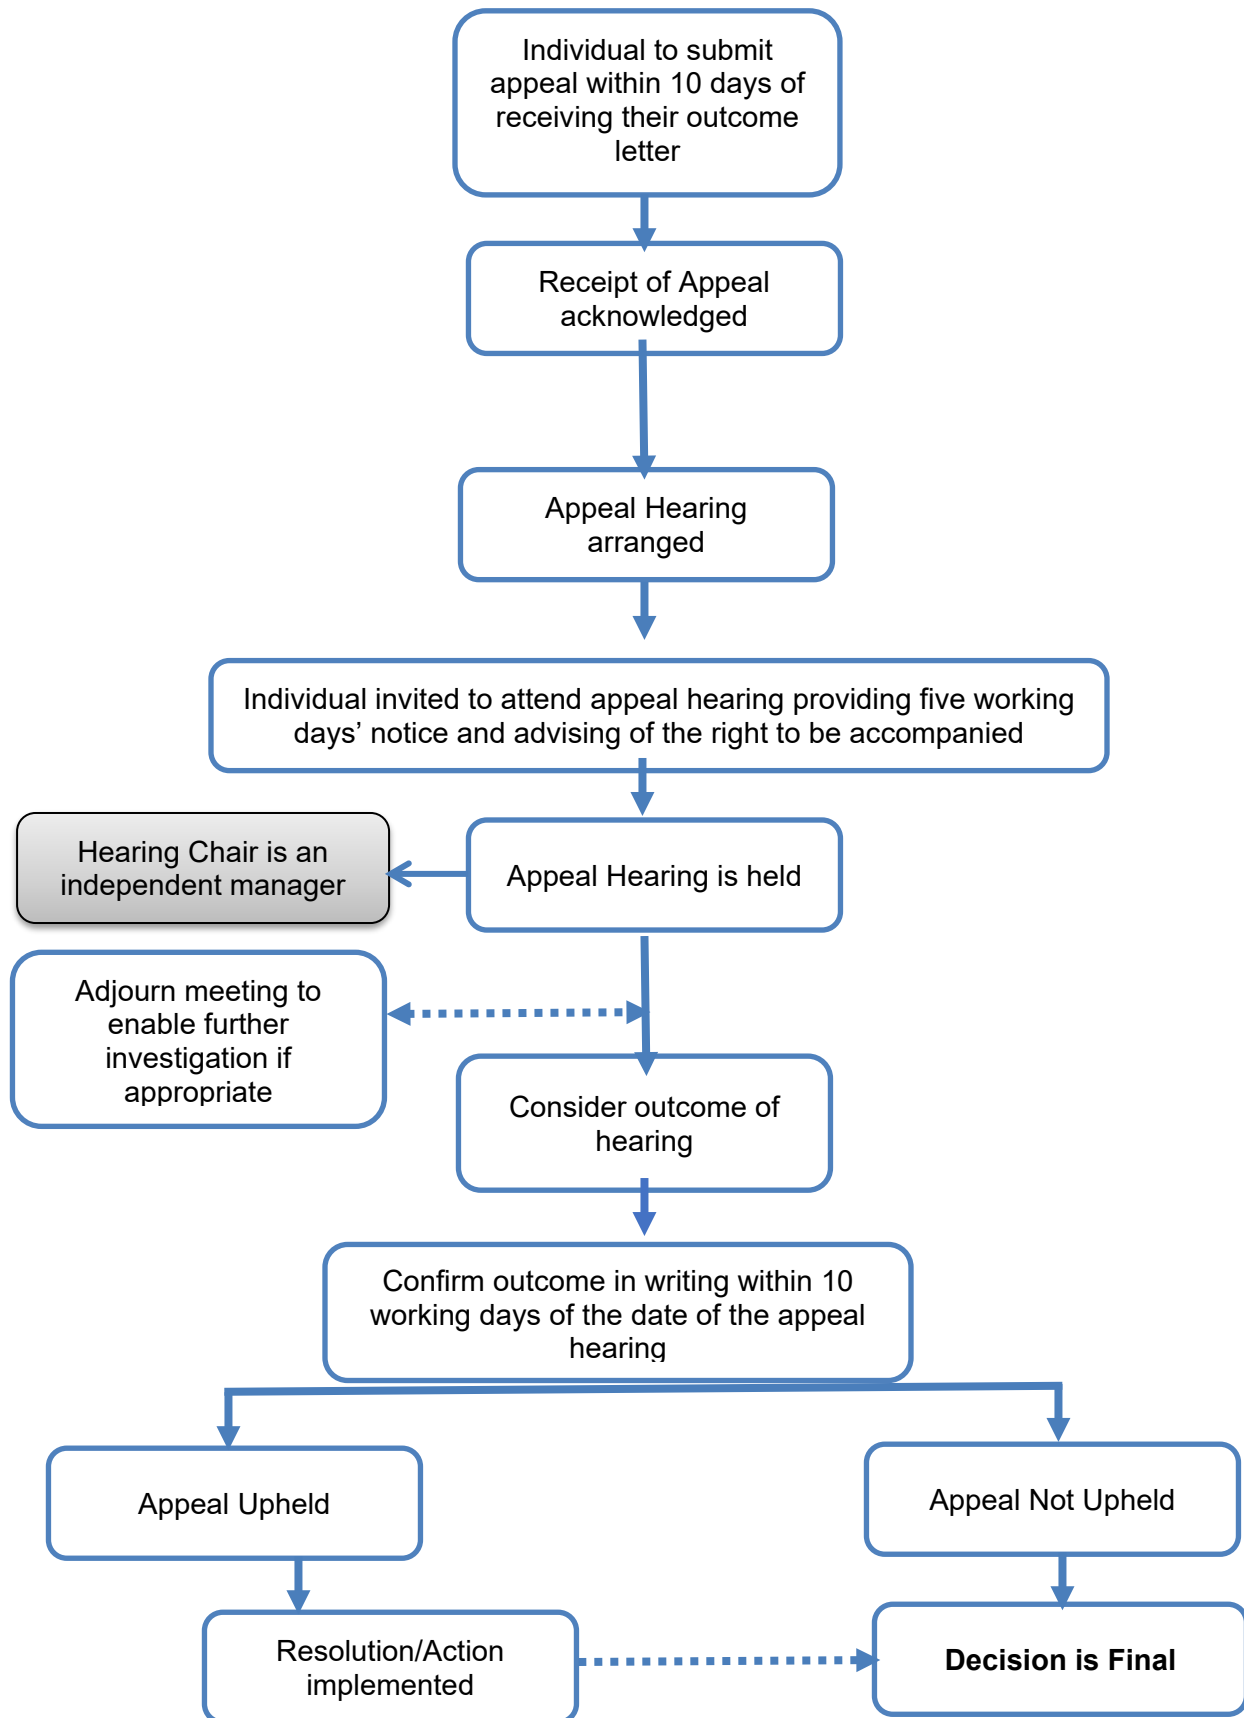 Individual to submit
appeal within 10 days of
receiving their outcome
letter
Receipt of Appeal
acknowledged
Appeal Hearing
arranged
Individual invited to attend appeal hearing providing five working
days’ notice and advising of the right to be accompanied
Hearing Chair is an
independent manager
Appeal Hearing is held
Adjourn meeting to
enable further
investigation if
appropriate
Consider outcome of
hearing
Confirm outcome in writing within 10
working days of the date of the appeal
hearing
Appeal Upheld
Appeal Not Upheld
Resolution/Action
implemented
Decision is Final